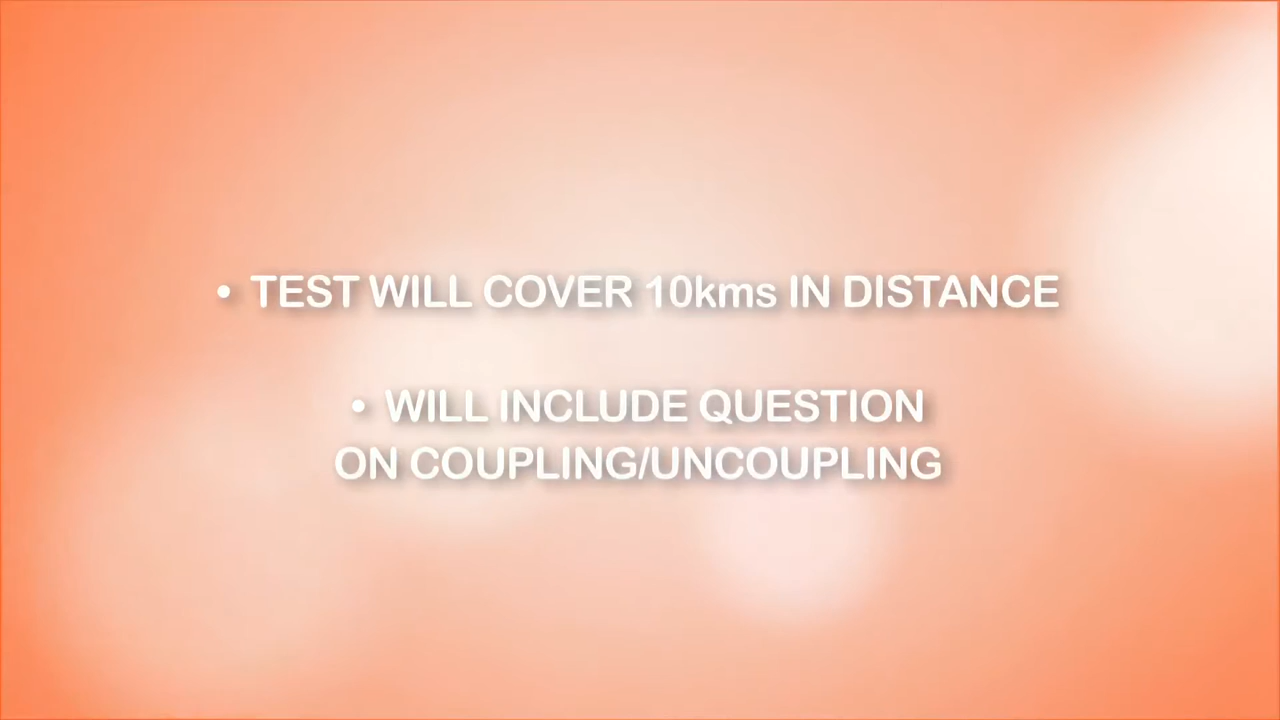 • TEST WILL COVER 10kms IN DISTANCE
• WILL INCLUDE QUESTION
ON COUPLING/UNCOUPLING